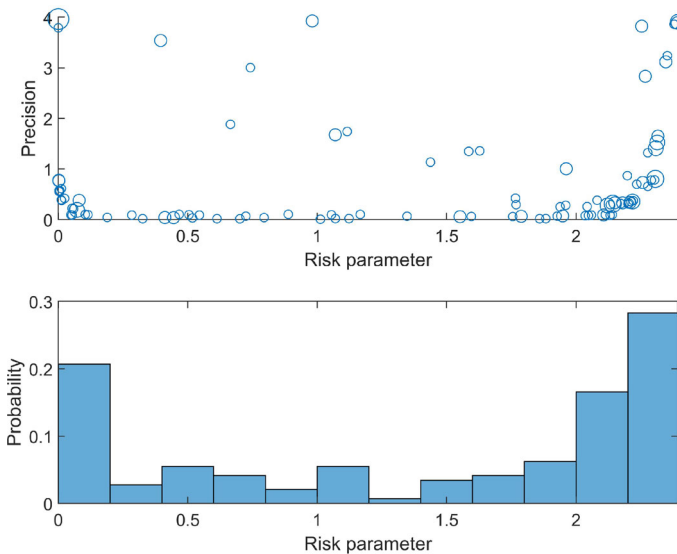 4
3
2
1
0
Precision
0 0.5 1 1.5 2
Risk parameter
0.3
0.2
0.1
0
Probability
0 0.5 1 1.5 2
Risk parameter